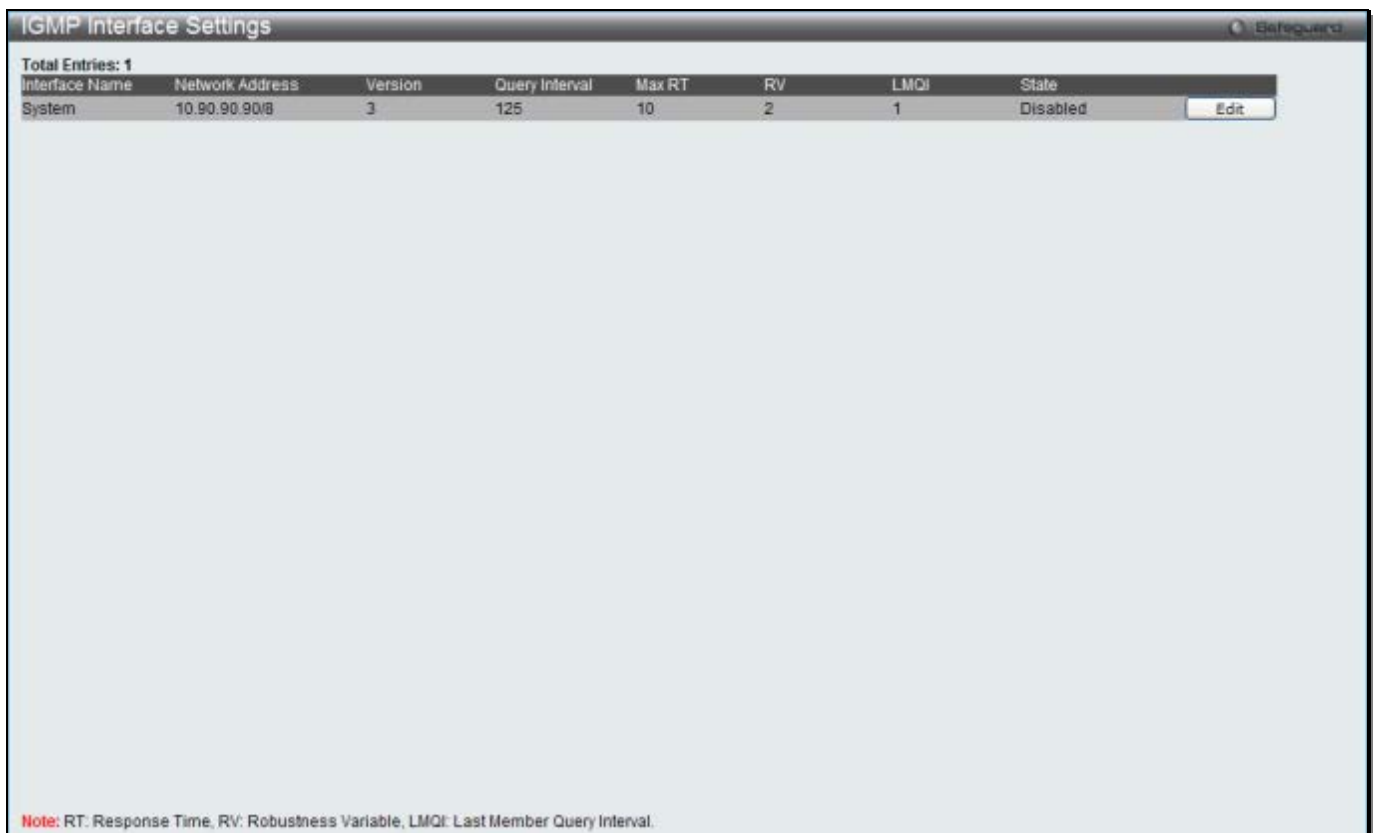 IGMP Interface Settings
Safeguard
Total Entries: 1
Interface Name Network Address Version Query Interval Max RT RV LMQI State
System 10.90.90.90/8 3 125 10 2 1 Disabled Edit
Note: RT: Response Time, RV: Robustness Variable, LMQI: Last Member Query Interval.